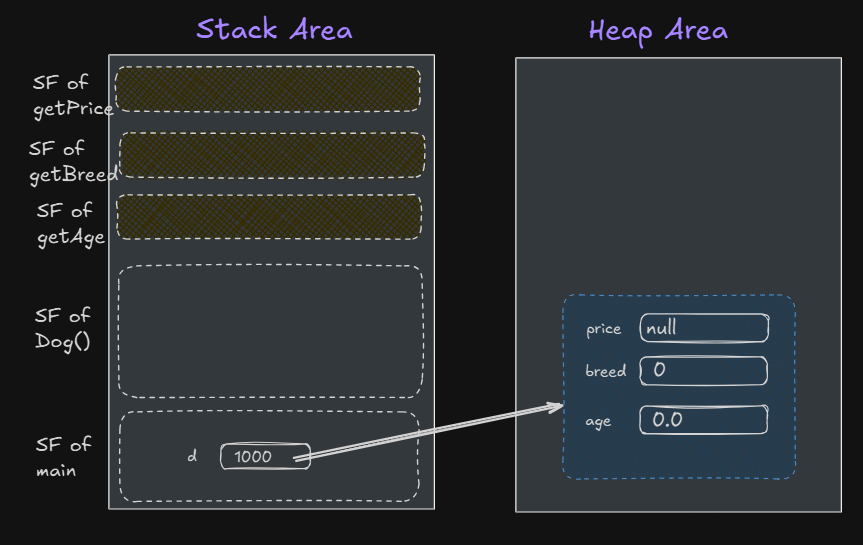 Stack Area
Heap Area
SF of
getPrice
SF of
getBreed
SF of
getAge
SF of
Dog()
SF of
main
d 1000
price null
breed 0
age 0.0